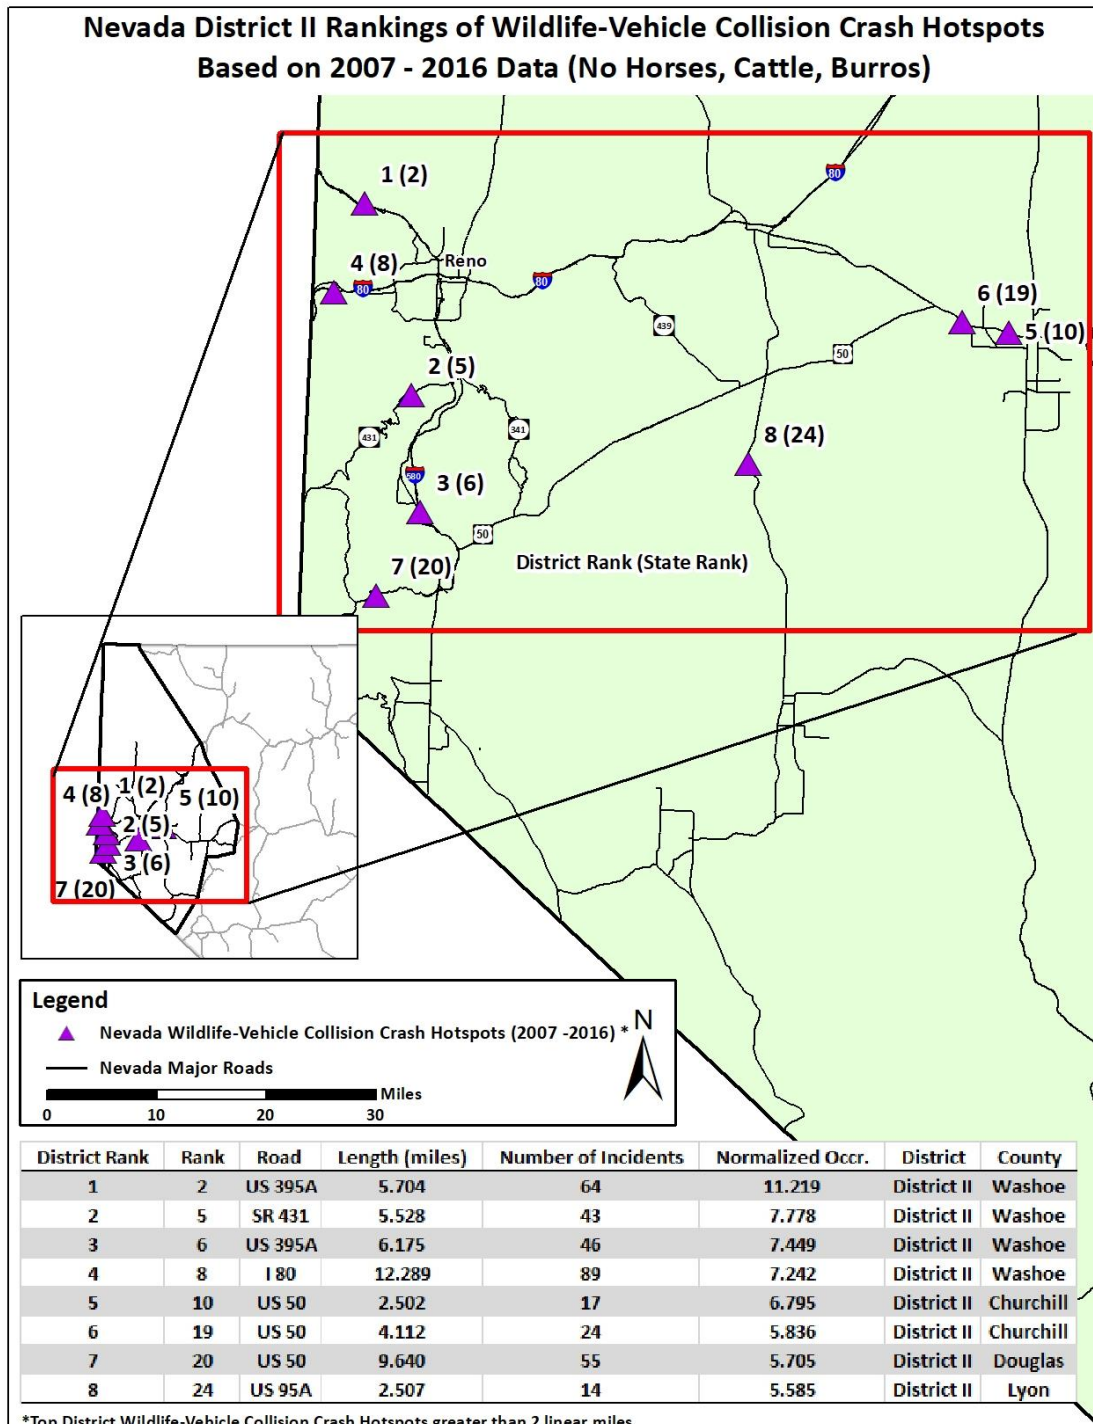 Nevada District II Rankings of Wildlife-Vehicle Collision Crash Hotspots
Based on 2007 - 2016 Data (No Horses, Cattle, Burros)
1 (2)
80
4 (8)
Reno
80
80
6 (19)
5 (10)
439
50
2 (5)
431
341
8 (24)
580
3 (6)
50
7 (20)
District Rank (State Rank)
1 (2)
4 (8)
5 (10)
2 (5)
3 (6)
7 (20)
Legend
Nevada Wildlife-Vehicle Collision Crash Hotspots (2007 -2016) *
N
Nevada Major Roads
Miles
0 10 20 30
District Rank Rank Road Length (miles) Number of Incidents Normalized Occr. District County
1 2 US 395A 5.704 64 11.219 District II Washoe
2 5 SR 431 5.528 43 7.778 District II Washoe
3 6 US 395A 6.175 46 7.449 District II Washoe
4 8 I 80 12.289 89 7.242 District II Washoe
5 10 US 50 2.502 17 6.795 District II Churchill
6 19 US 50 4.112 24 5.836 District II Churchill
7 20 US 50 9.640 55 5.705 District II Douglas
8 24 US 95A 2.507 14 5.585 District II Lyon
*Top District Wildlife-Vehicle Collision Crash Hotspots greater than 2 linear miles